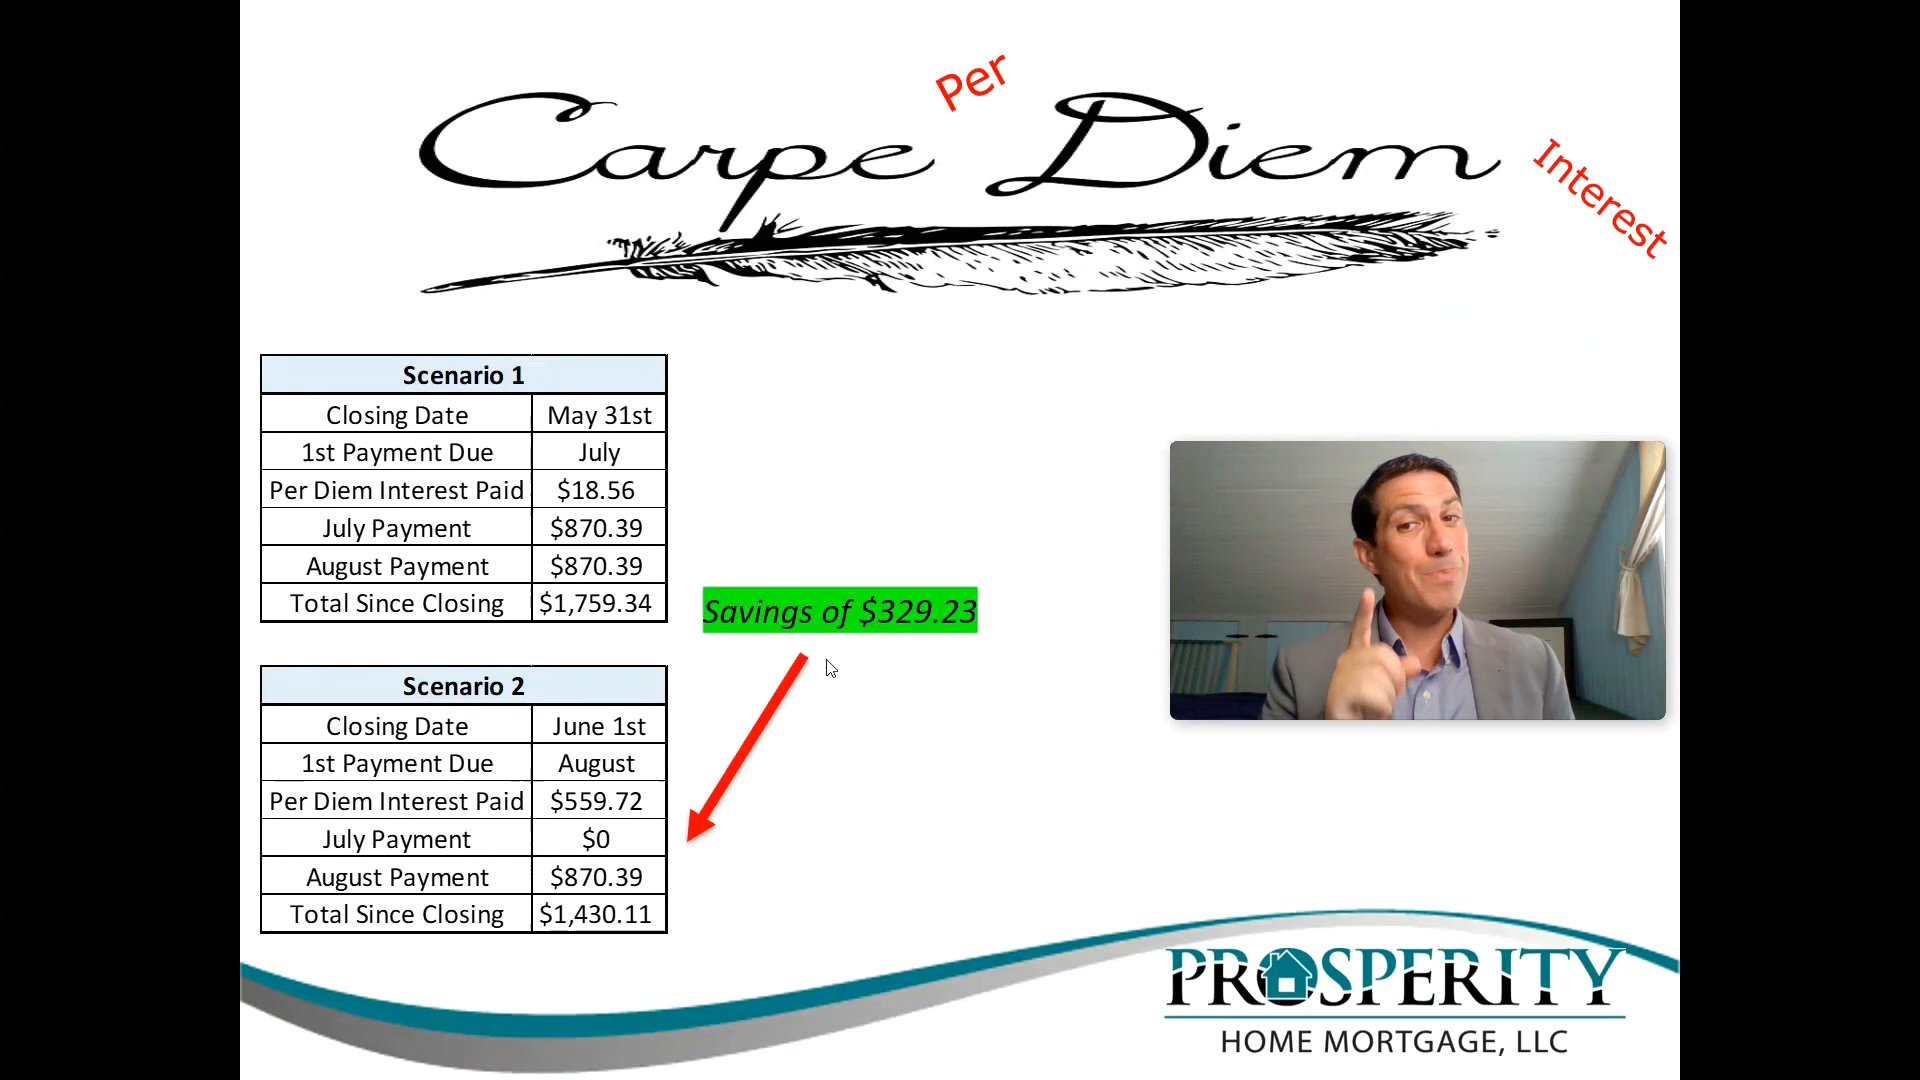 Per
Carpe Diem
Interest
Scenario 1
Closing Date May 31st
1st Payment Due July
Per Diem Interest Paid $18.56
July Payment $870.39
August Payment $870.39
Total Since Closing $1,759.34
Savings of $329.23
Scenario 2
Closing Date June 1st
1st Payment Due August
Per Diem Interest Paid $559.72
July Payment $0
August Payment $870.39
Total Since Closing $1,430.11
PROSPERITY
HOME MORTGAGE, LLC